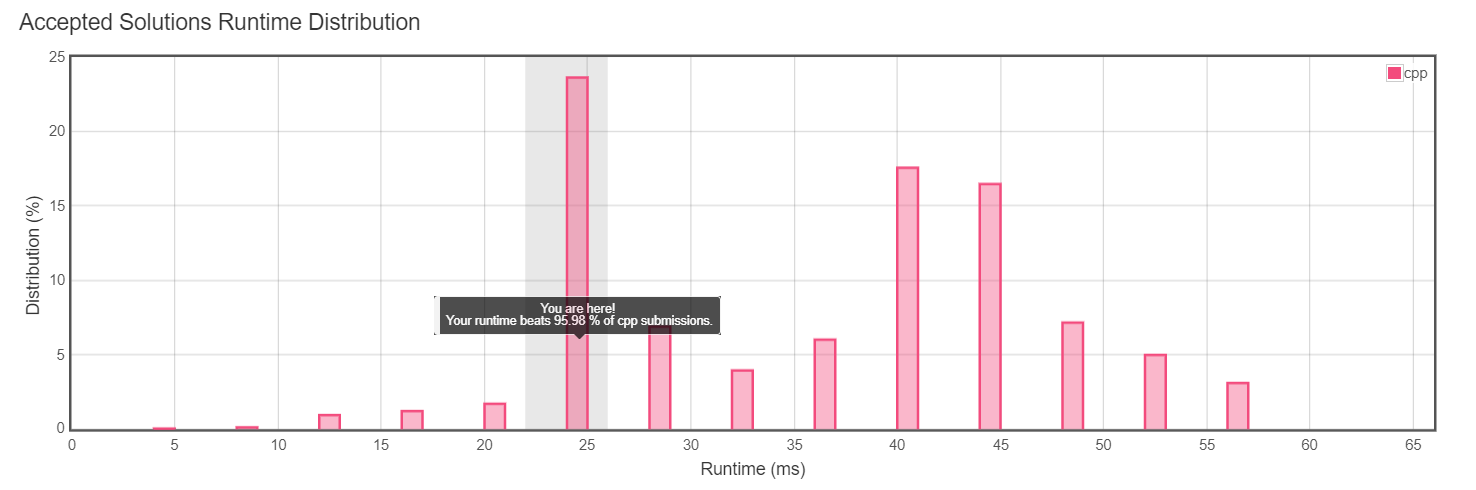 Accepted Solutions Runtime Distribution
25
cpp
20
15
10
5
0
Distribution (%)
You are here!
Your runtime beats 95.98 % of cpp submissions.
0 5 10 15 20 25 30 35 40 45 50 55 60 65
Runtime (ms)